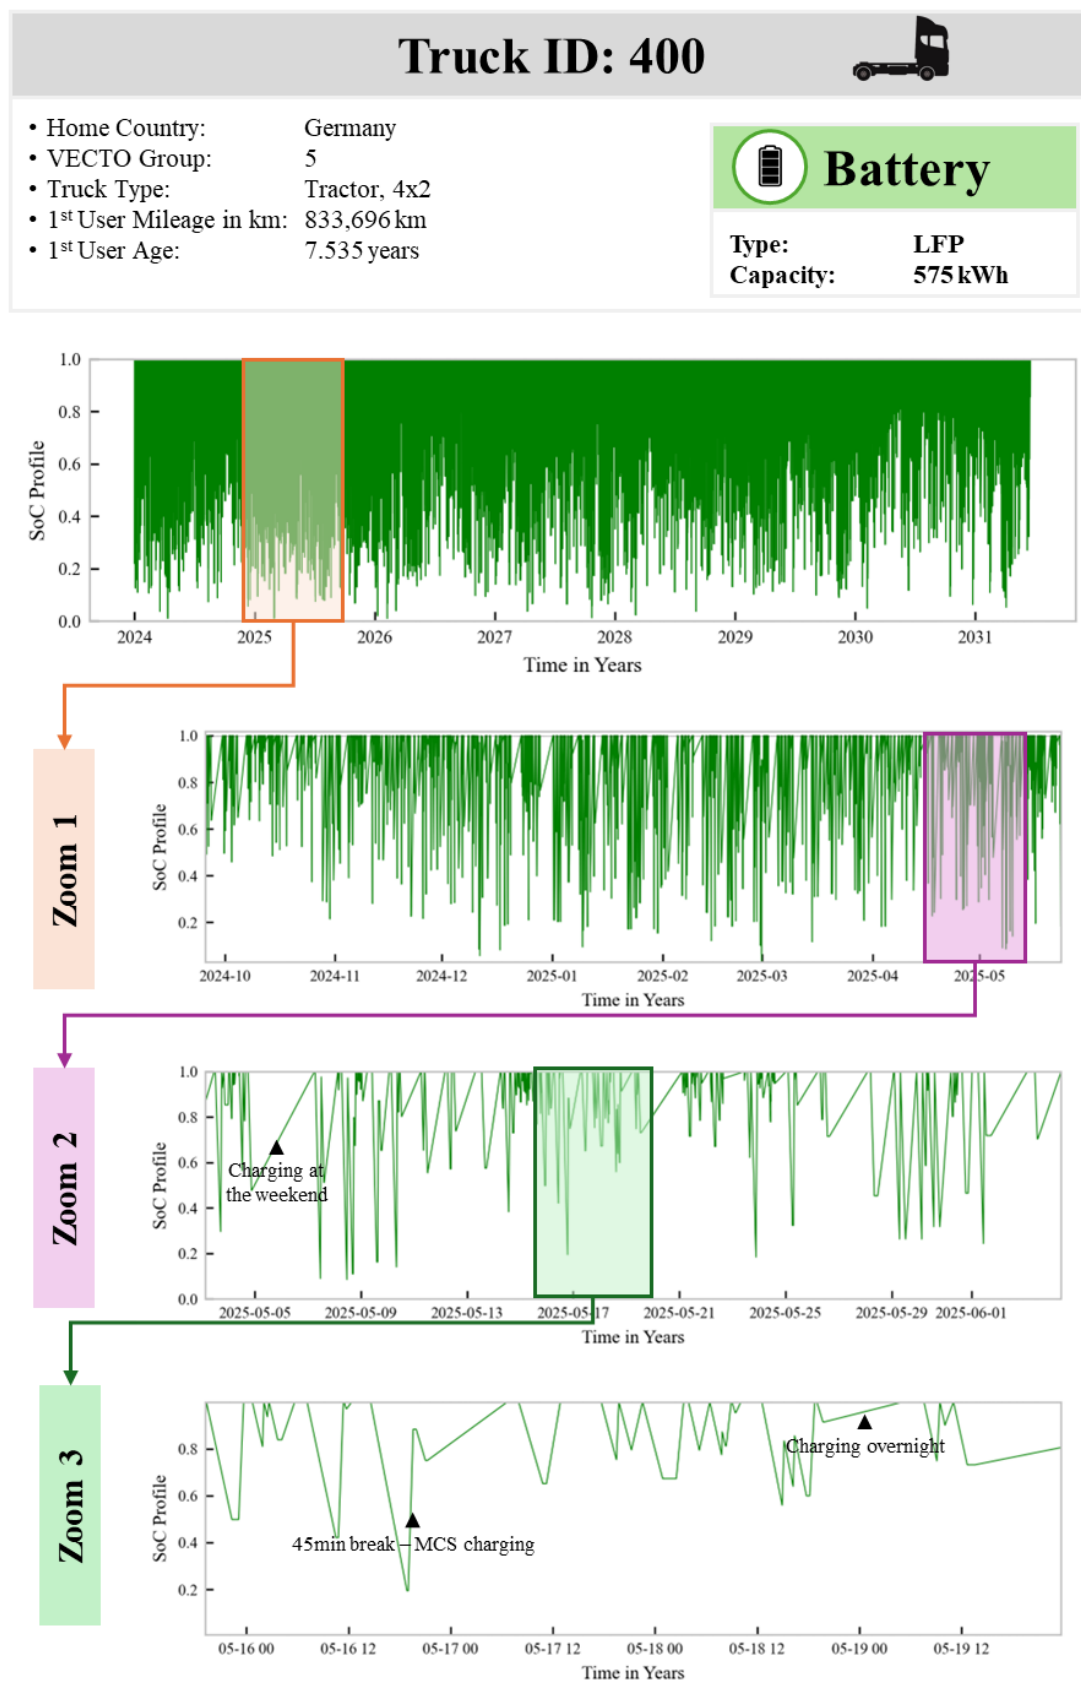 Truck ID: 400
• Home Country: Germany
• VECTO Group: 5
• Truck Type: Tractor, 4x2
• 1st User Mileage in km: 833,696 km
• 1st User Age: 7.535 years
Battery
Type: LFP
Capacity: 575 kWh
SoC Profile
1.0
0.8
0.6
0.4
0.2
0.0
2024 2025 2026 2027 2028 2029 2030 2031
Time in Years
Zoom 1
SoC Profile
1.0
0.8
0.6
0.4
0.2
2024-10 2024-11 2024-12 2025-01 2025-02 2025-03 2025-04 2025-05
Time in Years
Zoom 2
SoC Profile
1.0
0.8
0.6
0.4
0.2
0.0
Charging at
the weekend
2025-05-05 2025-05-09 2025-05-13 2025-05-17 2025-05-21 2025-05-25 2025-05-29 2025-06-01
Time in Years
Zoom 3
SoC Profile
0.8
0.6
0.4
0.2
Charging overnight
45min break – MCS charging
05-16 00 05-16 12 05-17 00 05-17 12 05-18 00 05-18 12 05-19 00 05-19 12
Time in Years